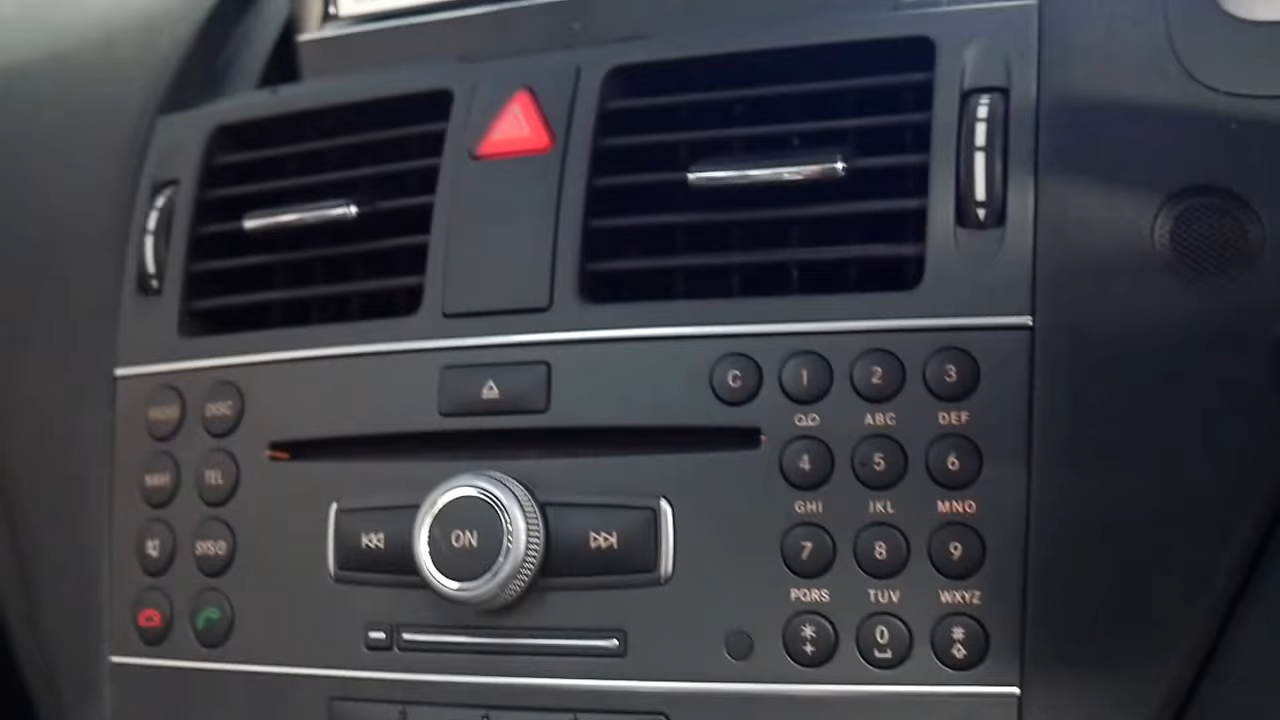 C 1 2 3
ABC DEF
DISC
4 5 6
NAVI TEL
GHI JKL MNO
ON
7 8 9
PQRS TUV WXYZ
* 0 #
+